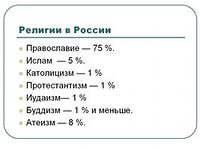 Религии в России
Православие — 75 %.
Ислам — 5 %.
Католицизм — 1 %
Протестантизм — 1 %
Иудаизм— 1 %
Буддизм — 1 % и меньше.
Атеизм — 8 %.